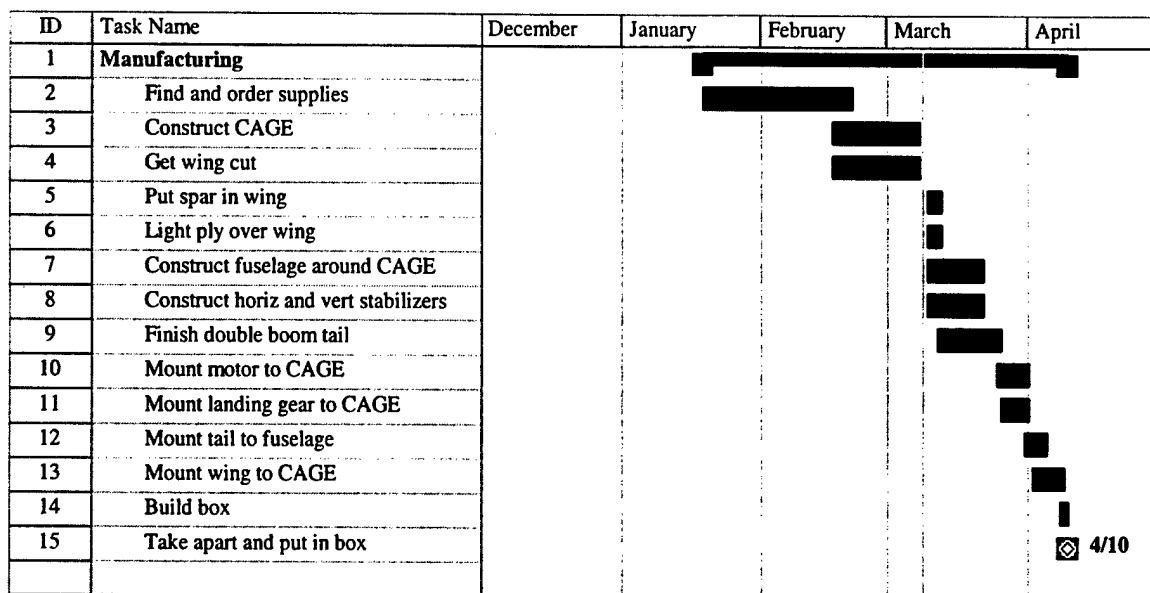 ID Task Name December January February March April
1 Manufacturing
2 Find and order supplies
3 Construct CAGE
4 Get wing cut
5 Put spar in wing
6 Light ply over wing
7 Construct fuselage around CAGE
8 Construct horiz and vert stabilizers
9 Finish double boom tail
10 Mount motor to CAGE
11 Mount landing gear to CAGE
12 Mount tail to fuselage
13 Mount wing to CAGE
14 Build box
15 Take apart and put in box 4/10